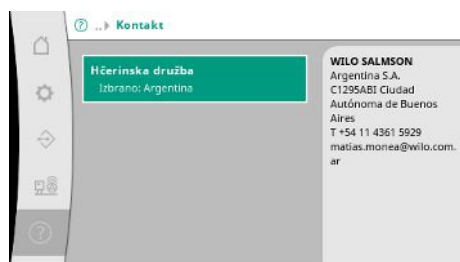 ..▸ Kontakt
Hčerinska družba
Izbrano: Argentina
WILO SALMSON
Argentina S.A.
C1295ABI Ciudad
Autónoma de Buenos
Aires
T +54 11 4361 5929
matias.monea@wilo.com.
ar